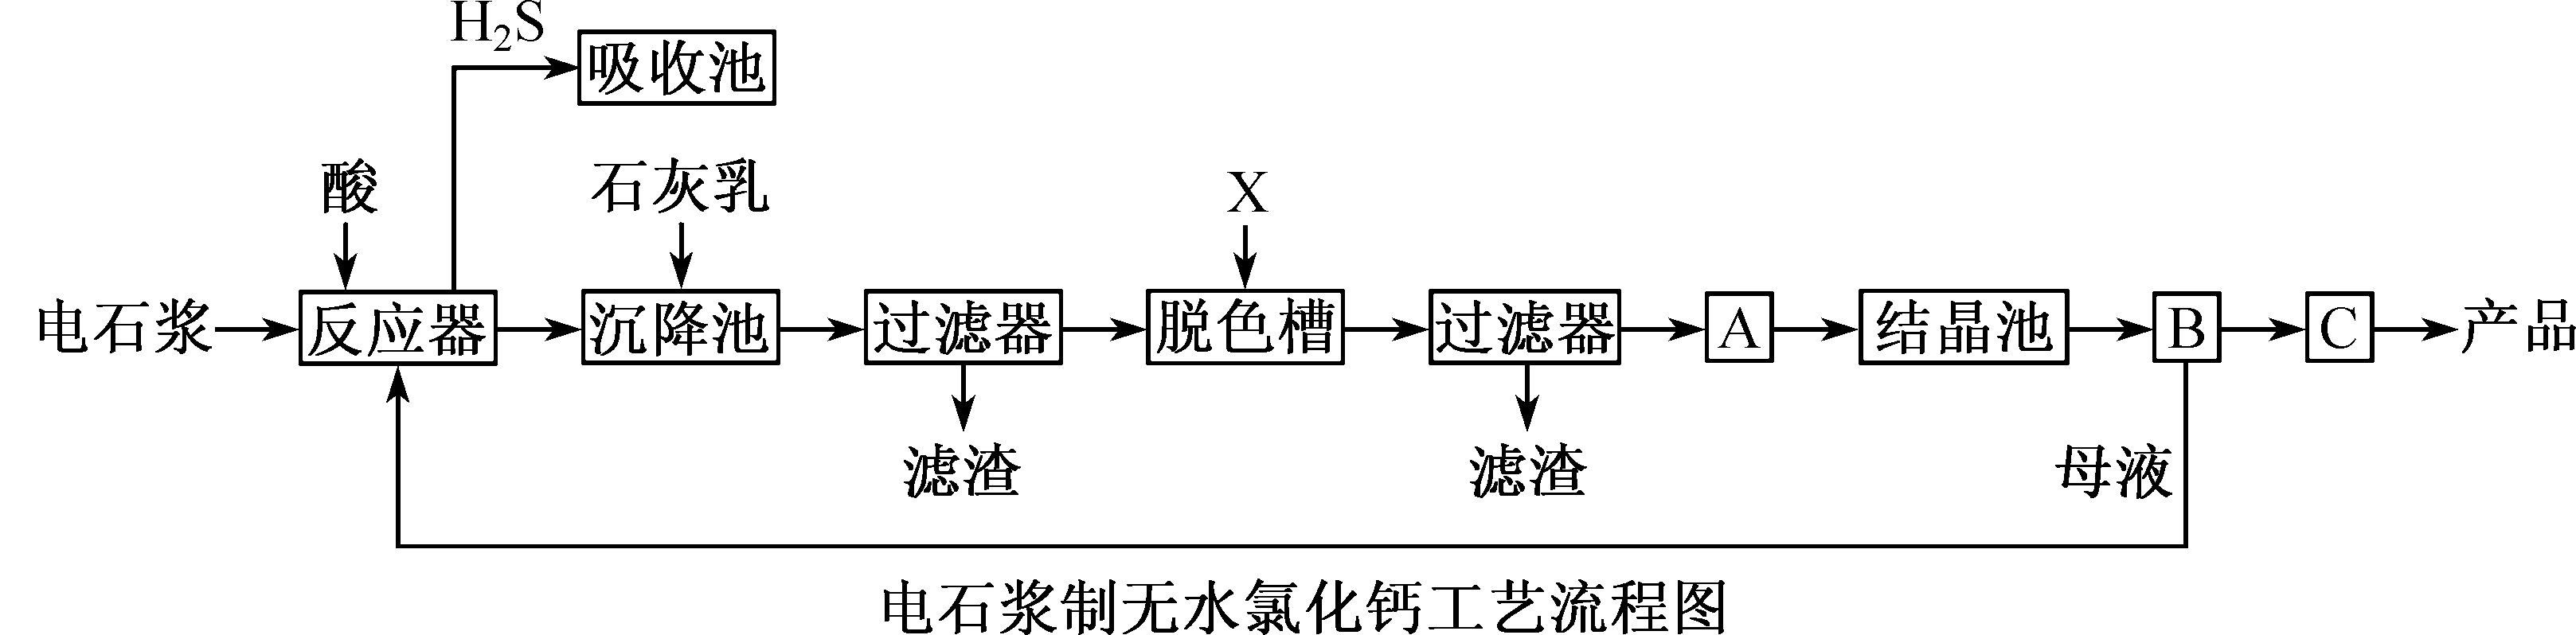 H₂S
吸收池
酸
石灰乳
X
电石浆
反应器
沉降池
过滤器
脱色槽
过滤器
A
结晶池
B
C
产品
滤渣
滤渣
母液
电石浆制无水氯化钙工艺流程图